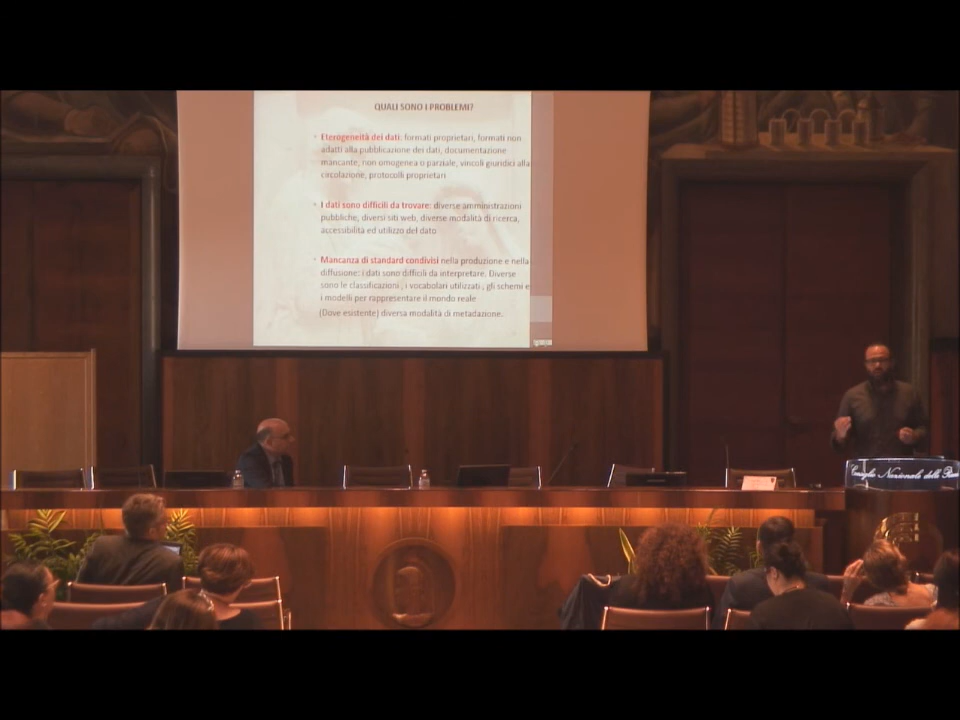 QUALI SONO I PROBLEMI?
Eterogeneità dei dati: formati proprietari, formati non
adatti alla pubblicazione dei dati, documentazione
mancante, non omogenea o parziale, vincoli giuridici alla
circolazione, protocolli proprietari
I dati sono difficili da trovare: diverse amministrazioni
pubbliche, diversi siti web, diverse modalità di ricerca,
accessibilità ed utilizzo del dato
Mancanza di standard condivisi nella produzione e nella
diffusione: i dati sono difficili da interpretare. Diverse
sono le classificazioni , i vocabolari utilizzati , gli schemi e
i modelli per rappresentare il mondo reale
(Dove esistente) diversa modalità di metadazione.
Consiglio Nazionale delle